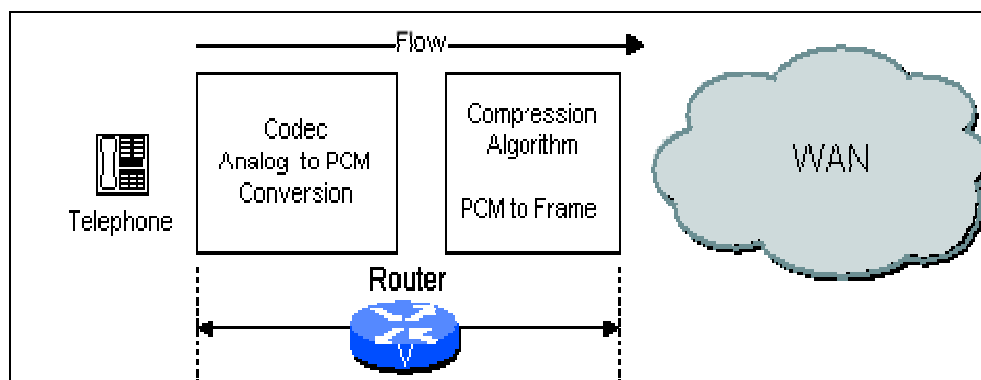 Flow
Codec
Analog to PCM
Conversion
Compression
Algorithm
PCM to Frame
WAN
Telephone
Router
V